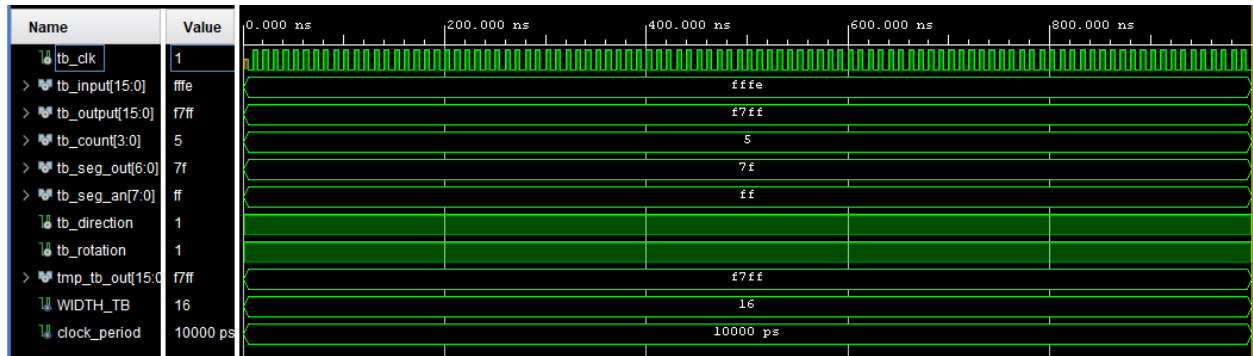 Name Value 0.000 ns 200.000 ns 400.000 ns 600.000 ns 800.000 ns
tb_clk 1
> tb_input[15:0] fffe fffe
> tb_output[15:0] f7ff f7ff
> tb_count[3:0] 5 5
> tb_seg_out[6:0] 7f 7f
> tb_seg_an[7:0] ff ff
tb_direction 1
tb_rotation 1
> tmp_tb_out[15:0 f7ff f7ff
WIDTH_TB 16 16
clock_period 10000 ps 10000 ps